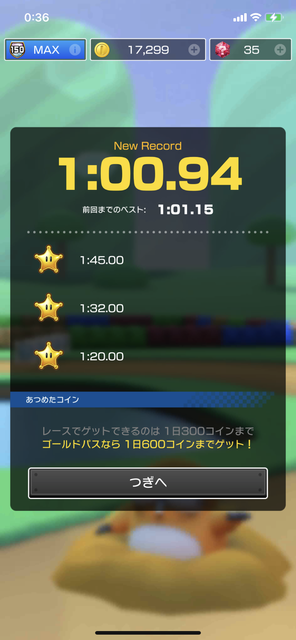 0:36
150 MAX 17,299 35
New Record
1:00.94
前回までのベスト: 1:01.15
1:45.00
1:32.00
1:20.00
あつめたコイン
レースでゲットできるのは 1日300コインまで
ゴールドパスなら 1日600コインまでゲット！
つぎへ